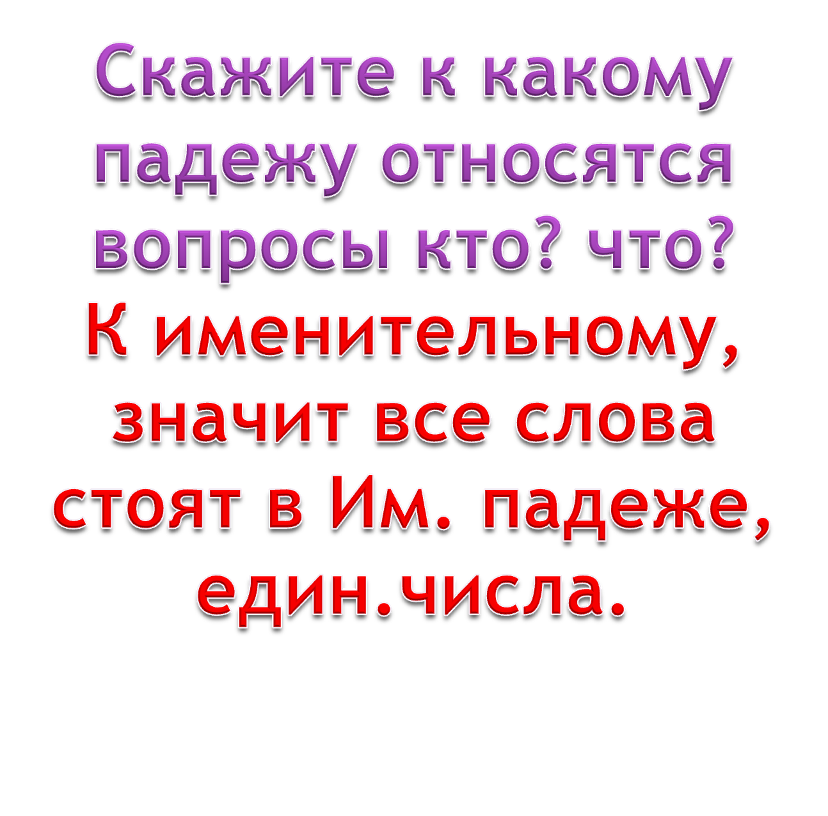 Скажите к какому
падежу относятся
вопросы кто? что?
К именительному,
значит все слова
стоят в Им. падеже,
един.числа.